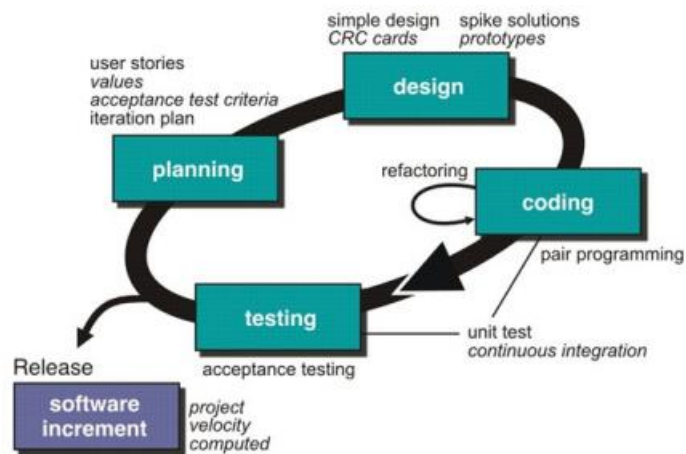 simple design
CRC cards
spike solutions
prototypes
user stories
values
acceptance test criteria
iteration plan
design
planning
refactoring
coding
pair programming
testing
unit test
continuous integration
acceptance testing
Release
software
increment
project
velocity
computed